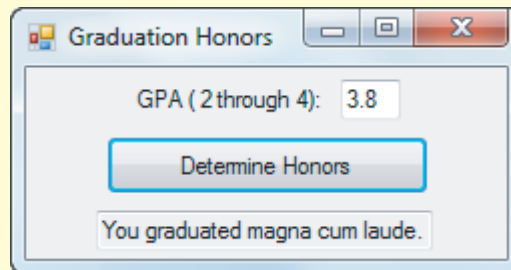 Graduation Honors
GPA ( 2 through 4): 3.8
Determine Honors
You graduated magna cum laude.